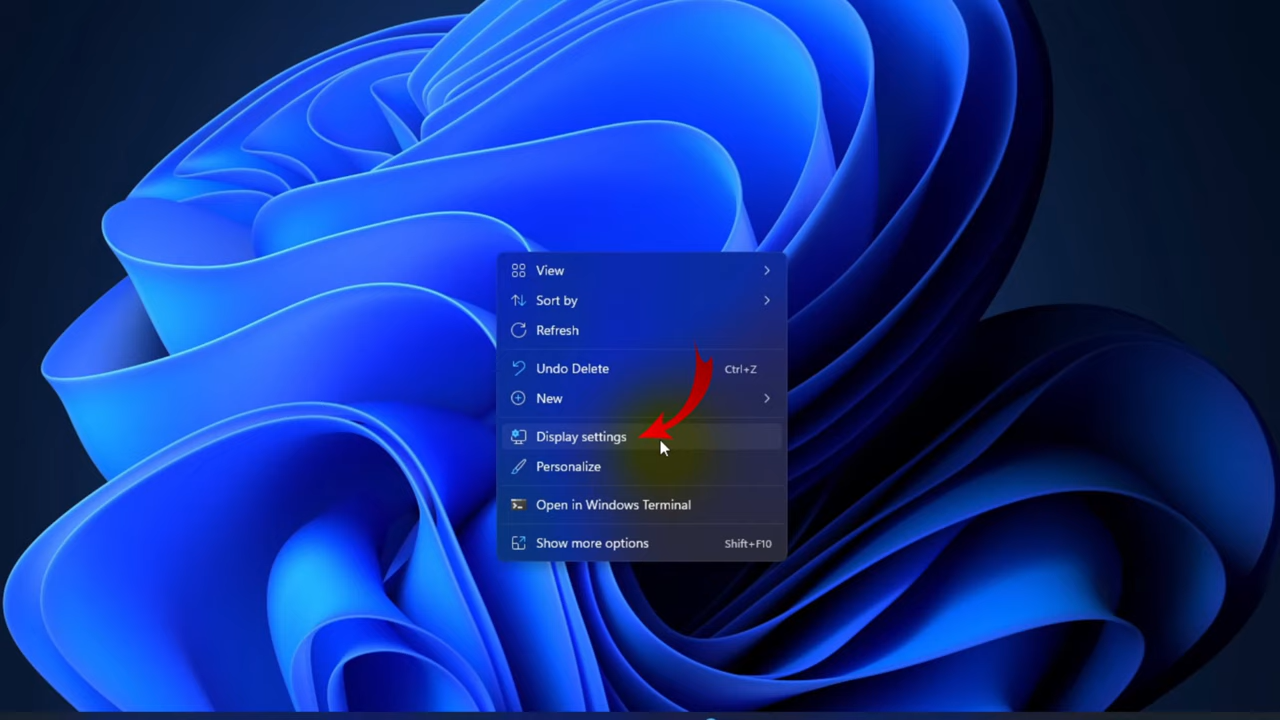 View
Sort by
Refresh
Undo Delete Ctrl+Z
New
Display settings
Personalize
Open in Windows Terminal
Show more options Shift+F10